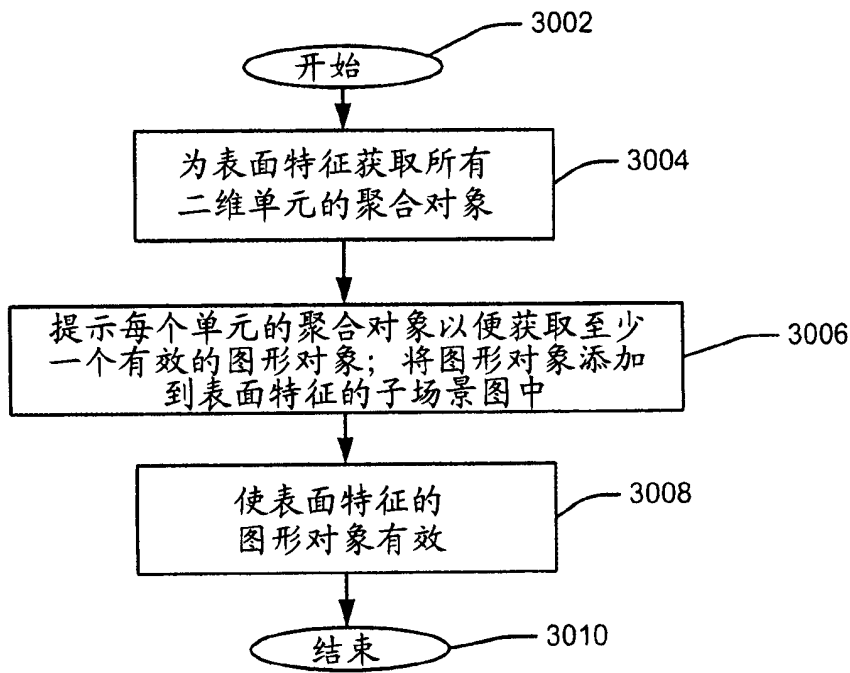 3002
开始
为表面特征获取所有
二维单元的聚合对象
3004
提示每个单元的聚合对象以便获取至少
一个有效的图形对象；将图形对象添加
到表面特征的子场景图中
3006
使表面特征的
图形对象有效
3008
结束
3010